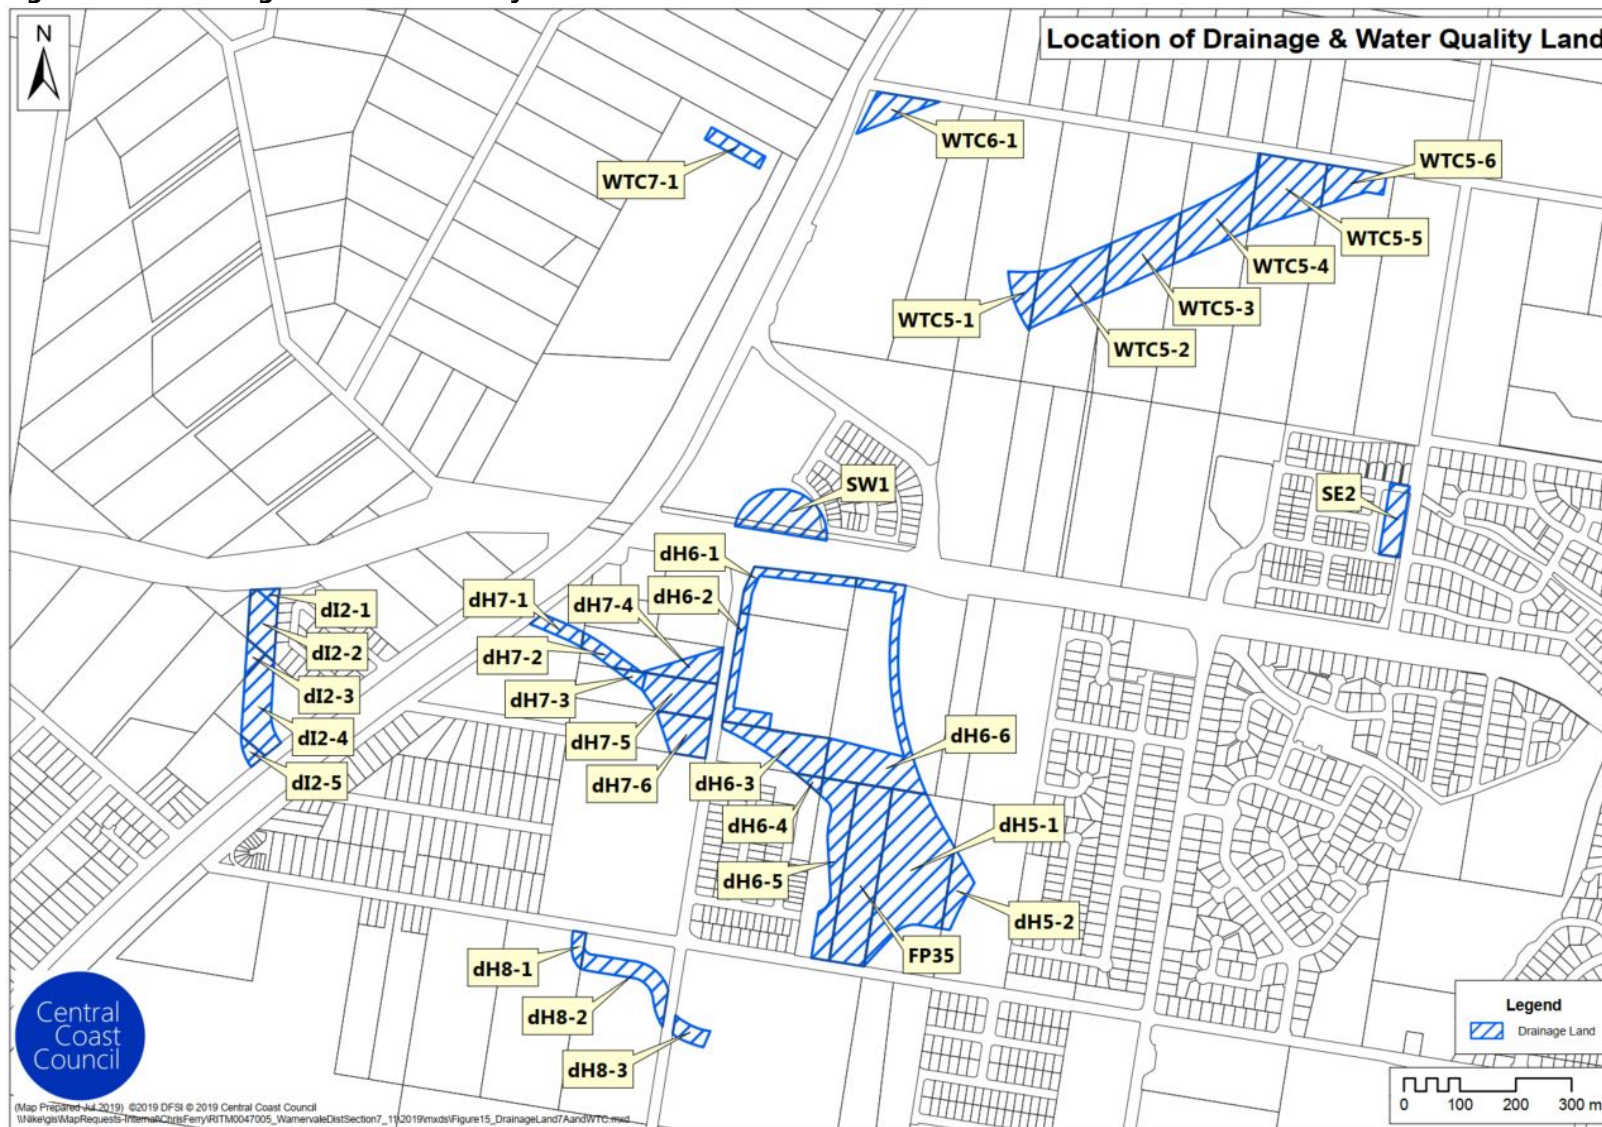 N
Location of Drainage & Water Quality Land
WTC6-1
WTC7-1
WTC5-6
WTC5-5
WTC5-4
WTC5-3
WTC5-1
WTC5-2
SW1
SE2
dH6-1
dH7-1
dH7-4
dH6-2
dI2-1
dI2-2
dH7-2
dI2-3
dH7-3
dI2-4
dH7-5
dH6-6
dI2-5
dH7-6
dH6-3
dH6-4
dH5-1
dH6-5
dH5-2
FP35
dH8-1
dH8-2
dH8-3
Central
Coast
Council
Legend
Drainage Land
0 100 200 300 m
(Map Prepared Jul 2019) ©2019 DFSI © 2019 Central Coast Council